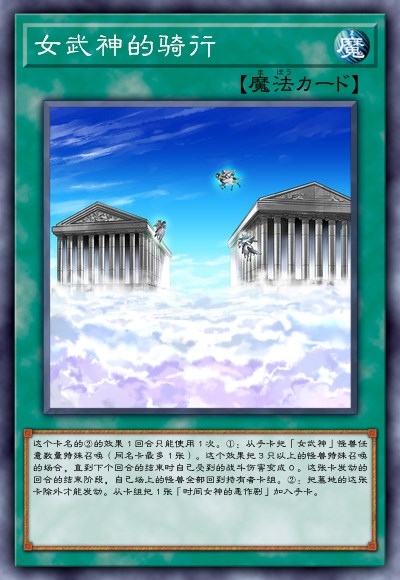 女武神的骑行
魔
【魔法カード】
まほう
这个卡名的②的效果1回合只能使用1次。①：从手卡把「女武神」怪兽任
意数量特殊召唤（同名卡最多1张）。这个效果把3只以上的怪兽特殊召唤
的场合，直到下个回合的结束时自己受到的战斗伤害变成0。这张卡发动的
回合的结束阶段，自己场上的怪兽全部回到持有者卡组。②：把墓地的这张
卡除外才能发动。从卡组把1张「时间女神的恶作剧」加入手卡。